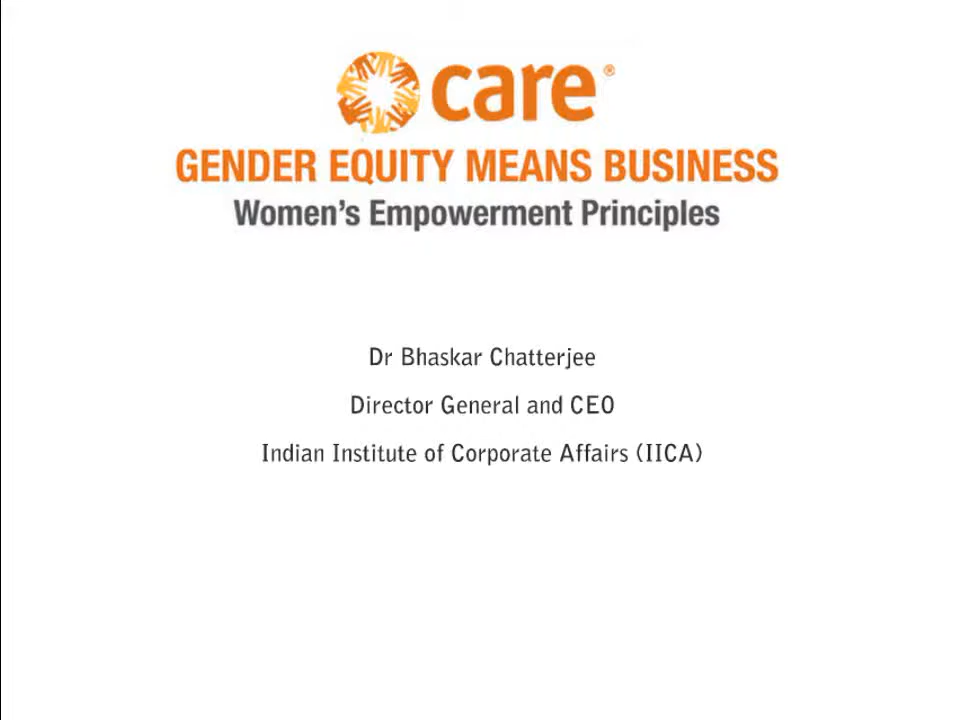 care®
GENDER EQUITY MEANS BUSINESS
Women's Empowerment Principles
Dr Bhaskar Chatterjee
Director General and CEO
Indian Institute of Corporate Affairs (IICA)